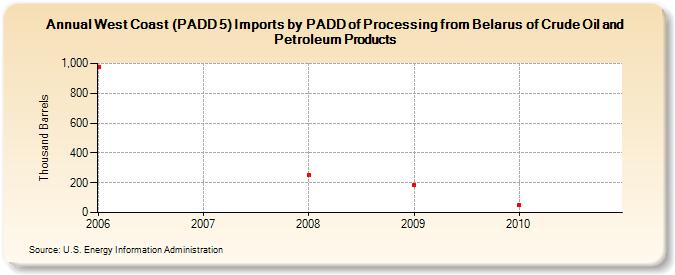 Annual West Coast (PADD 5) Imports by PADD of Processing from Belarus of Crude Oil and
Petroleum Products
Thousand Barrels
1,000
800
600
400
200
0
2006
2007
2008
2009
2010
Source: U.S. Energy Information Administration